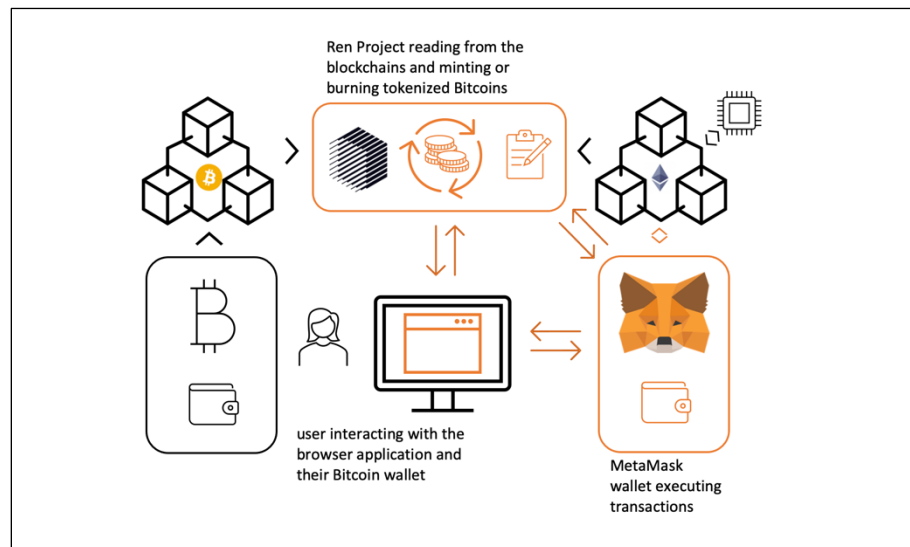 Ren Project reading from the
blockchains and minting or
burning tokenized Bitcoins
user interacting with the
browser application and
their Bitcoin wallet
MetaMask
wallet executing
transactions